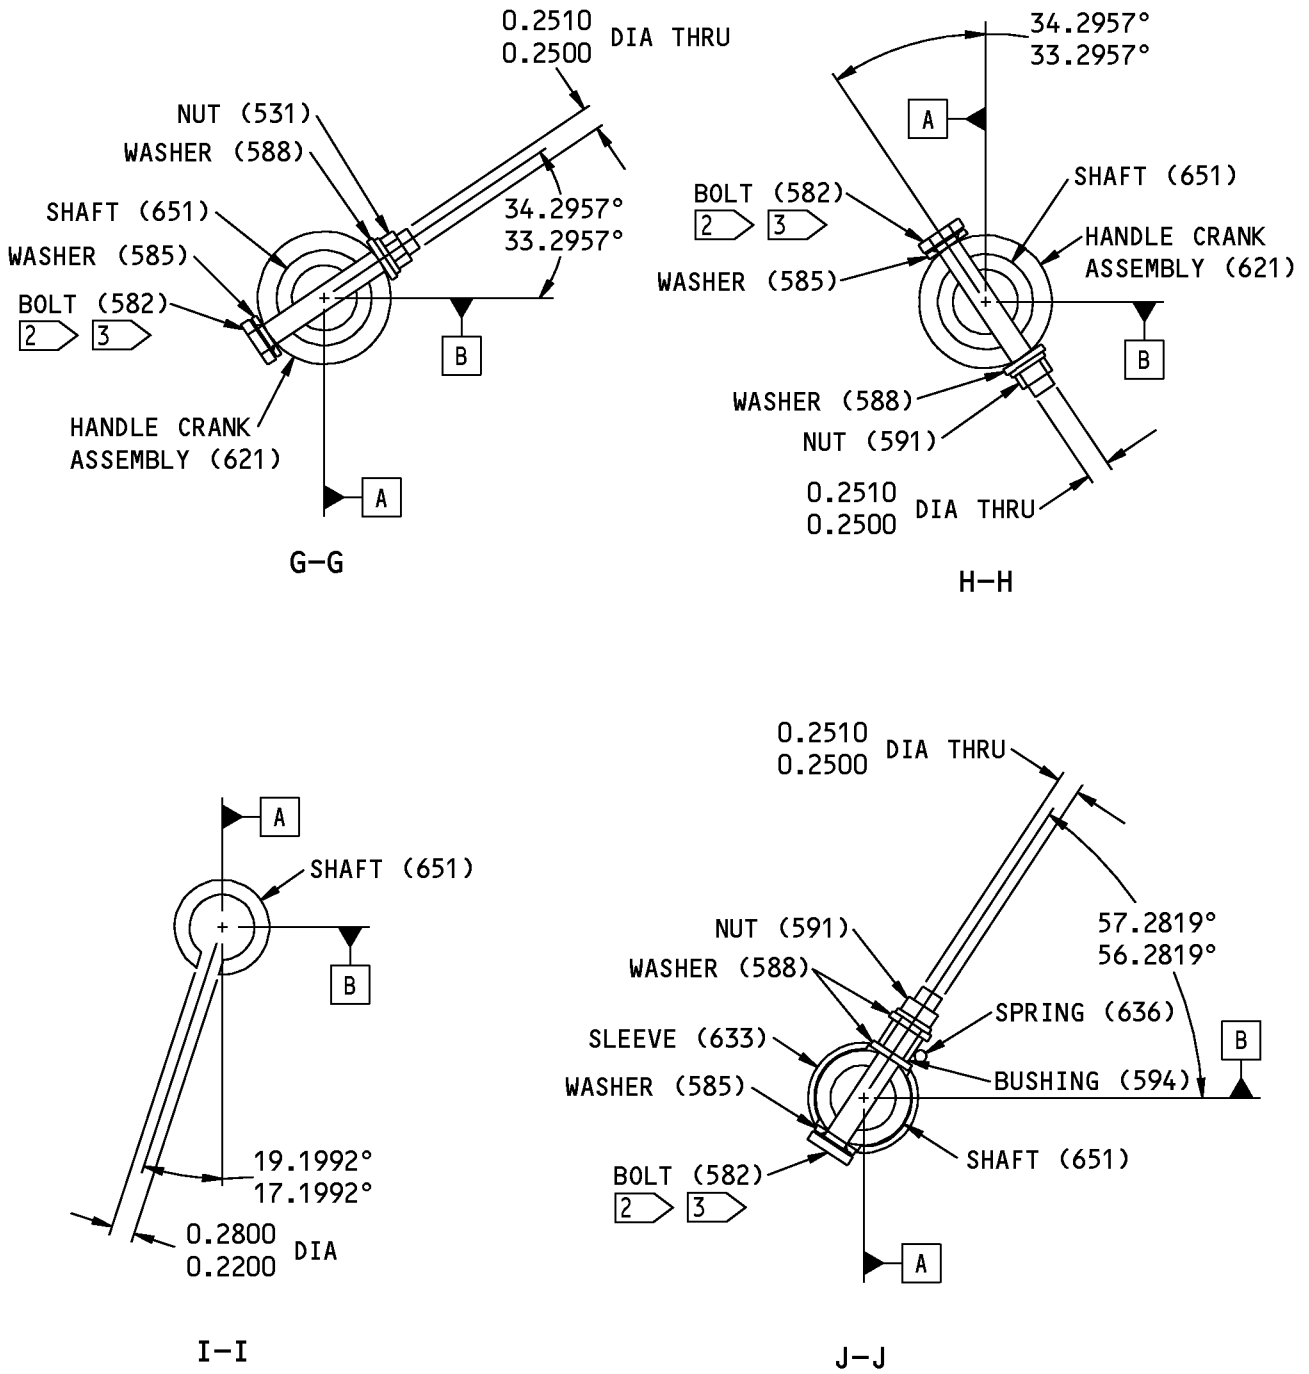 0.2510
0.2500
DIA THRU
NUT (531)
WASHER (588)
SHAFT (651)
WASHER (585)
BOLT (582)
2
3
34.2957°
33.2957°
B
HANDLE CRANK
ASSEMBLY (621)
A
G-G
34.2957°
33.2957°
A
SHAFT (651)
BOLT (582)
2
3
HANDLE CRANK
ASSEMBLY (621)
WASHER (585)
B
WASHER (588)
NUT (591)
0.2510
0.2500
DIA THRU
H-H
A
SHAFT (651)
B
19.1992°
17.1992°
0.2800
0.2200
DIA
I-I
0.2510
0.2500
DIA THRU
57.2819°
56.2819°
NUT (591)
WASHER (588)
SPRING (636)
SLEEVE (633)
B
WASHER (585)
BUSHING (594)
SHAFT (651)
BOLT (582)
2
3
A
J-J